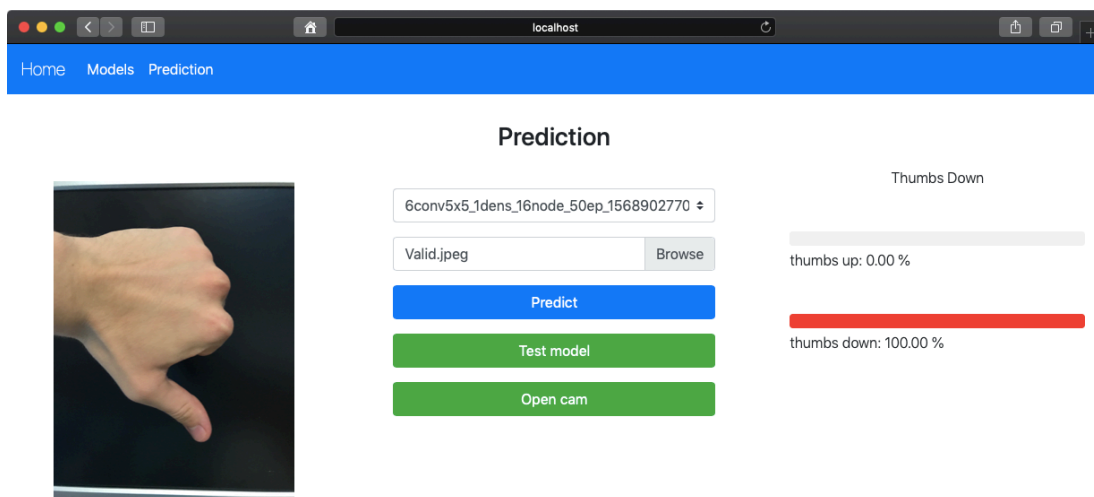 localhost
Home Models Prediction
Prediction
6conv5x5_1dens_16node_50ep_1568902770
Valid.jpeg Browse
Predict
Test model
Open cam
Thumbs Down
thumbs up: 0.00 %
thumbs down: 100.00 %